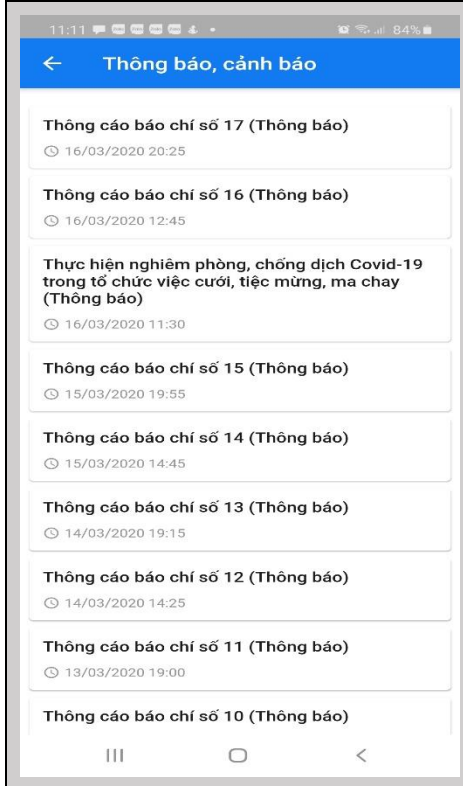 11:11
84%
Thông báo, cảnh báo
Thông cáo báo chí số 17 (Thông báo)
16/03/2020 20:25
Thông cáo báo chí số 16 (Thông báo)
16/03/2020 12:45
Thực hiện nghiêm phòng, chống dịch Covid-19
trong tổ chức việc cưới, tiệc mừng, ma chay
(Thông báo)
16/03/2020 11:30
Thông cáo báo chí số 15 (Thông báo)
15/03/2020 19:55
Thông cáo báo chí số 14 (Thông báo)
15/03/2020 14:45
Thông cáo báo chí số 13 (Thông báo)
14/03/2020 19:15
Thông cáo báo chí số 12 (Thông báo)
14/03/2020 14:25
Thông cáo báo chí số 11 (Thông báo)
13/03/2020 19:00
Thông cáo báo chí số 10 (Thông báo)